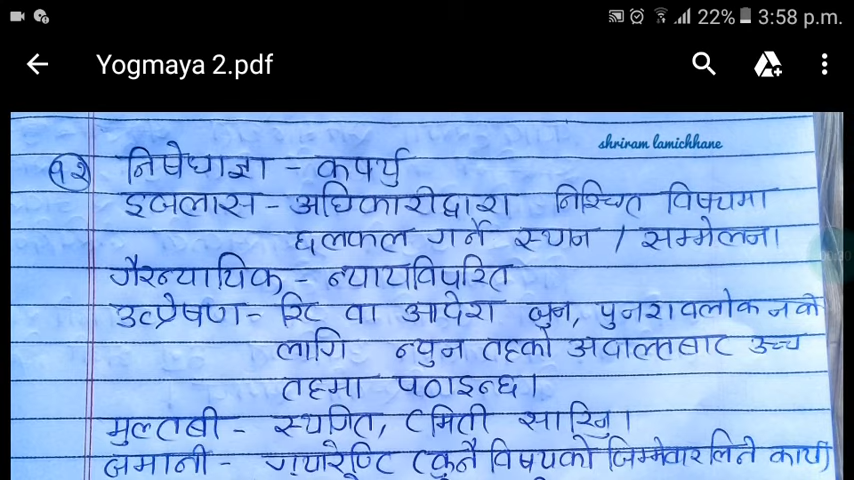 22% 3:58 p.m.
Yogmaya 2.pdf
shriram lamichhane
१२ निषेधाज्ञा - कर्फ्यु
इजलास - अधिकारीद्वारा निश्चित विषयमा
छलफल गर्ने स्थान / सम्मेलन।
गैरन्यायिक - न्यायविपरित
उत्प्रेषण - रिट वा आदेश जुन, पुनरावलोकनको
लागि न्युन तहको अदालतबाट उच्च
तहमा पठाइन्छ।
मुल्तबी - स्थगित, (मिती सारिनु।
जमानी - ग्यारेण्टि (कुनै विषयको जिम्मेवार लिने कार्य)